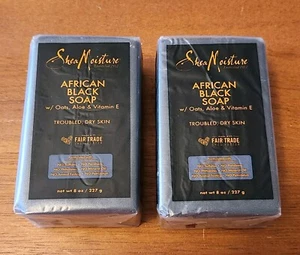 SheaMoisture
AFRICAN
BLACK
SOAP
w/ Oats, Aloe & Vitamin E
TROUBLED, DRY SKIN
FAIR TRADE
net wt 8 oz / 227 g
SheaMoisture
AFRICAN
BLACK
SOAP
w/ Oats, Aloe & Vitamin E
TROUBLED, DRY SKIN
FAIR TRADE
net wt 8 oz / 227 g